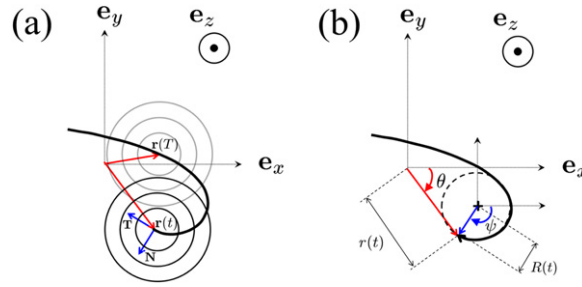 (a)
e_y
e_z
e_x
r(T)
r(t)
T
N
(b)
e_y
e_z
e_x
θ
ψ
r(t)
R(t)